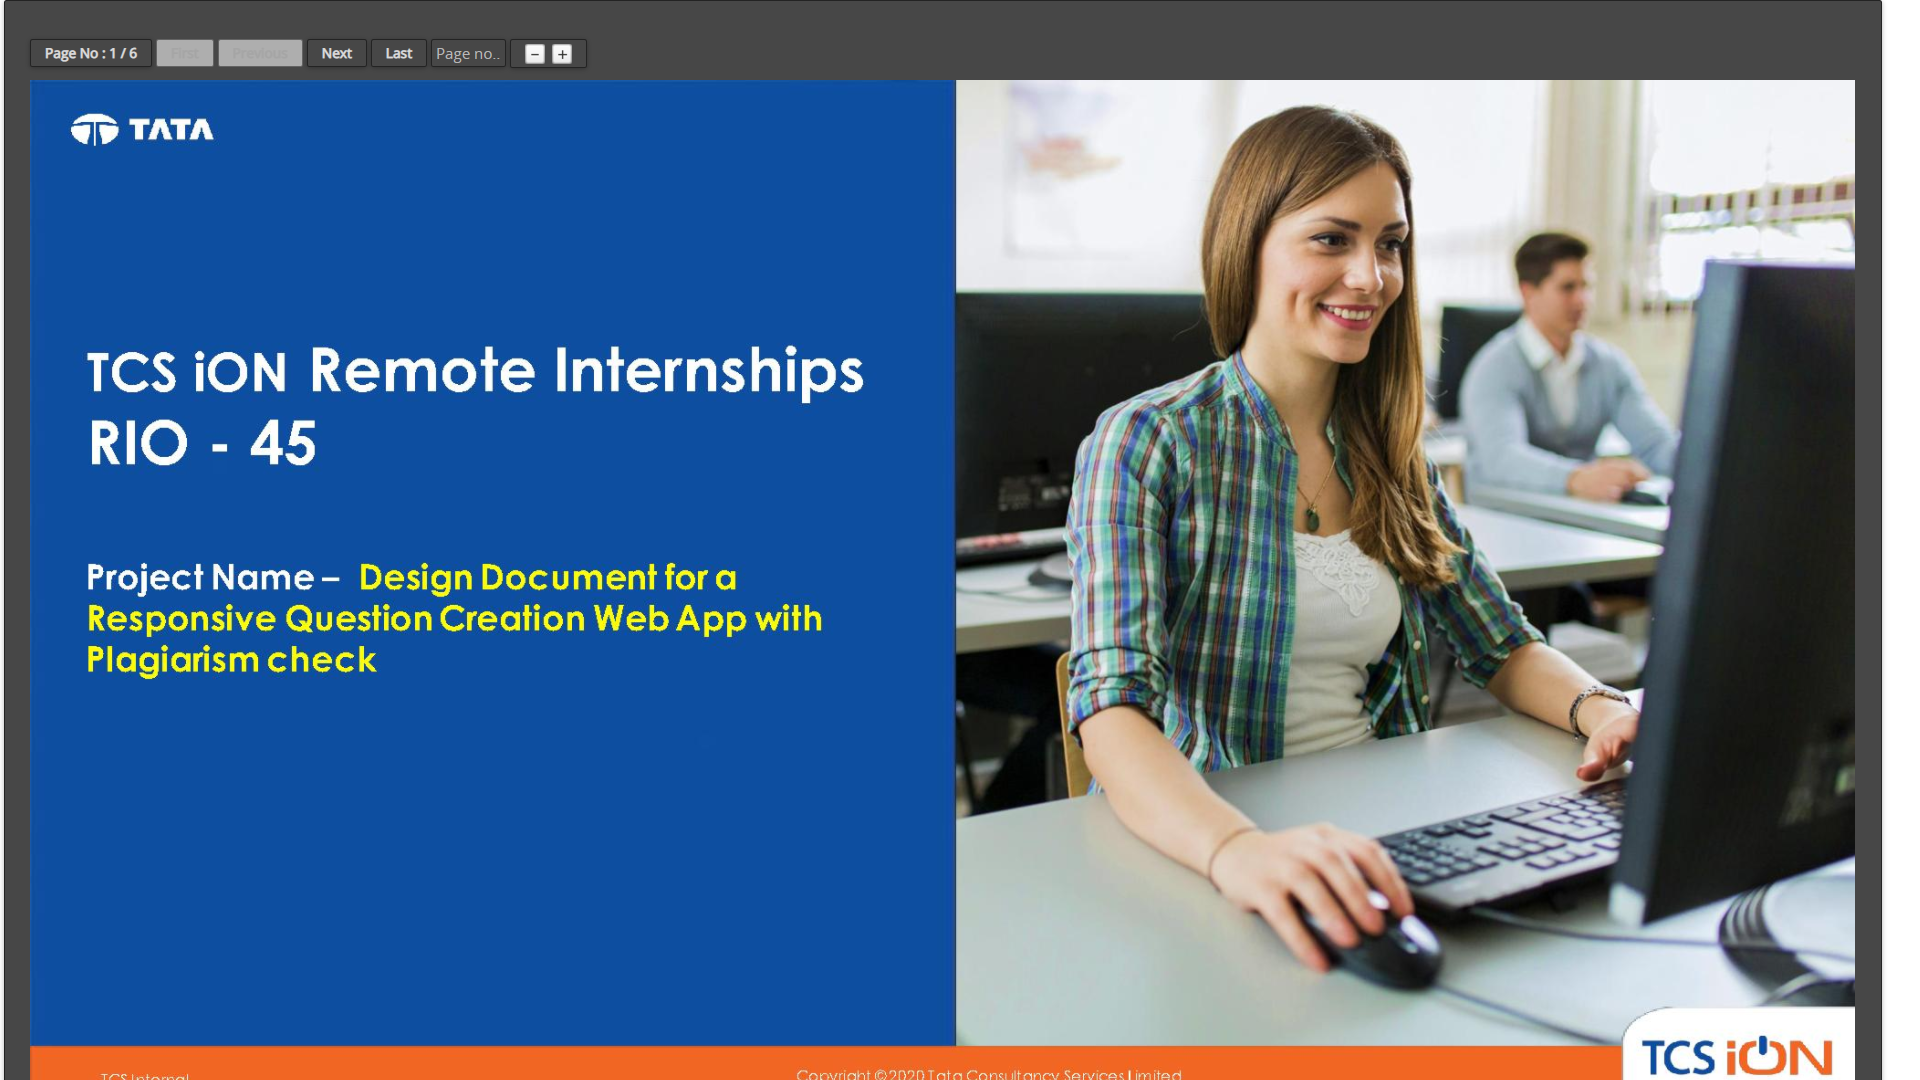 Page No : 1 / 6 First Previous Next Last Page no.. - +
TATA
TCS iON Remote Internships
RIO - 45
Project Name – Design Document for a
Responsive Question Creation Web App with
Plagiarism check
TCS Internal
Copyright © 2020 Tata Consultancy Services Limited
TCS iON